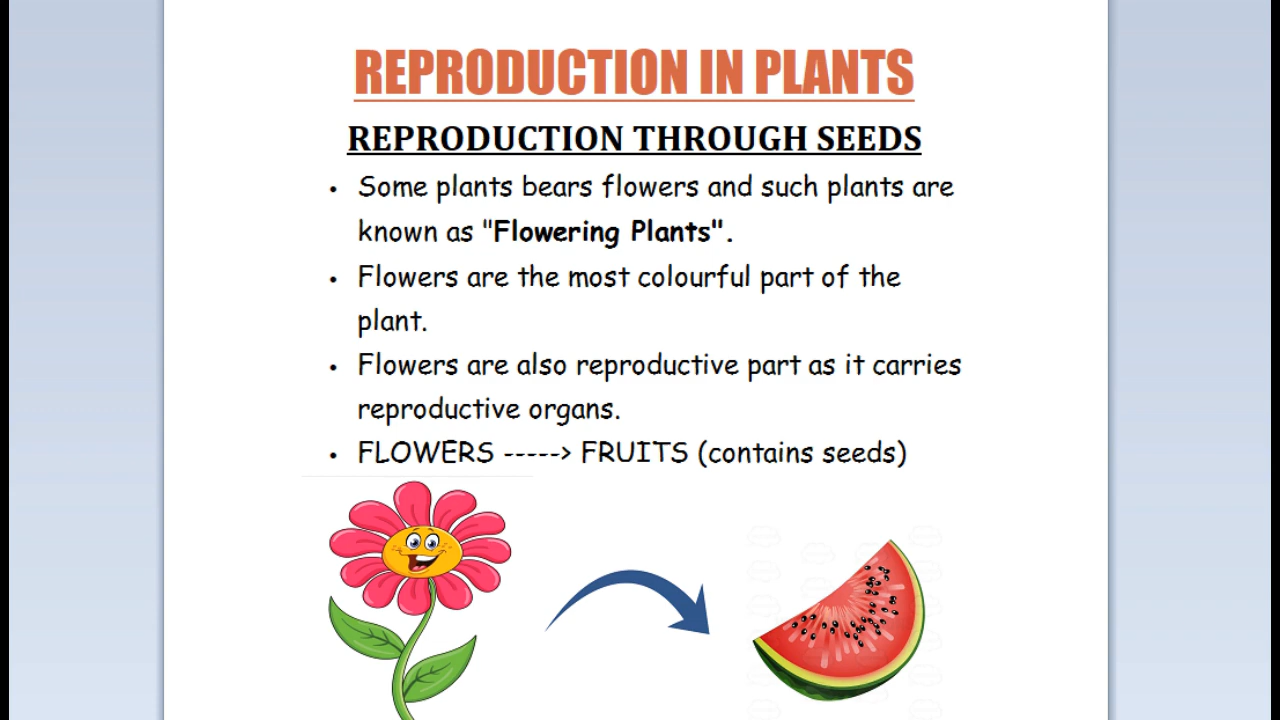 REPRODUCTION IN PLANTS
REPRODUCTION THROUGH SEEDS
• Some plants bears flowers and such plants are
known as "Flowering Plants".
• Flowers are the most colourful part of the
plant.
• Flowers are also reproductive part as it carries
reproductive organs.
• FLOWERS -----> FRUITS (contains seeds)